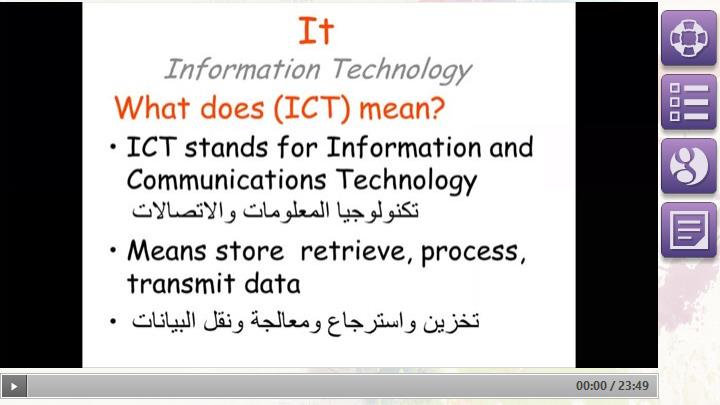 It
Information Technology
What does (ICT) mean?
• ICT stands for Information and
Communications Technology
تكنولوجيا المعلومات والاتصالات
• Means store retrieve, process,
transmit data
• تخزين واسترجاع ومعالجة ونقل البيانات
00:00 / 23:49